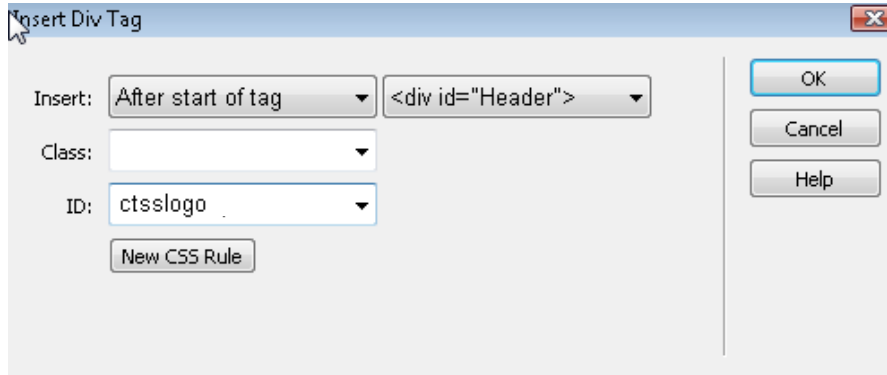 Insert Div Tag
Insert: After start of tag <div id="Header"> OK
Class: Cancel
ID: ctsslogo Help
New CSS Rule